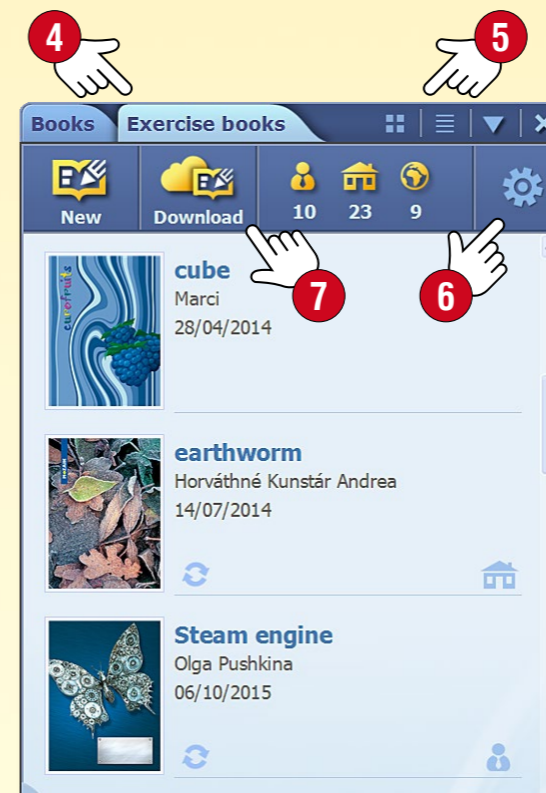 4
5
Books Exercise books
New Download 10 23 9
7
6
eurofruits
cube
Marci
28/04/2014
earthworm
Horváthné Kunstár Andrea
14/07/2014
Steam engine
Olga Pushkina
06/10/2015